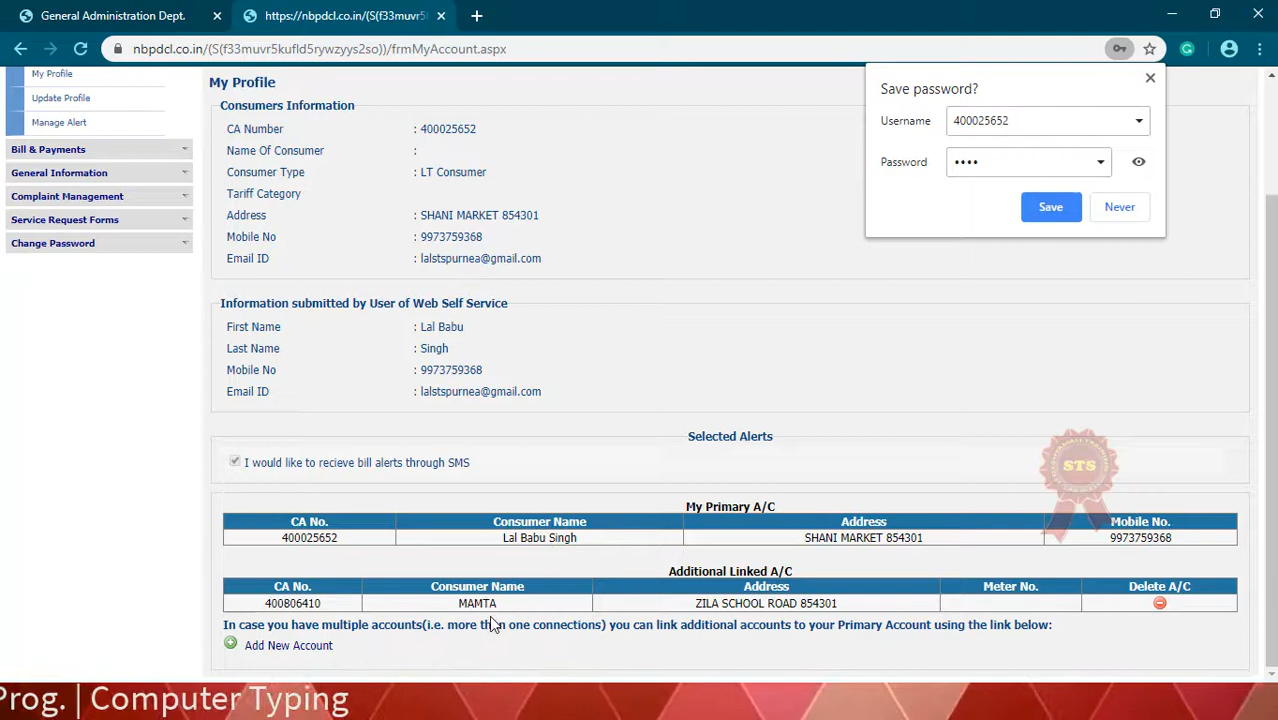 General Administration Dept.
https://nbpdcl.co.in/(S(f33muvr5
nbpdcl.co.in/(S(f33muvr5kufld5rywzyys2so))/frmMyAccount.aspx
My Profile
Update Profile
Manage Alert
Bill & Payments
General Information
Complaint Management
Service Request Forms
Change Password
My Profile
Consumers Information
CA Number : 400025652
Name Of Consumer :
Consumer Type : LT Consumer
Tariff Category
Address : SHANI MARKET 854301
Mobile No : 9973759368
Email ID : lalstspurnea@gmail.com
Save password?
Username 400025652
Password ••••
Save Never
Information submitted by User of Web Self Service
First Name : Lal Babu
Last Name : Singh
Mobile No : 9973759368
Email ID : lalstspurnea@gmail.com
Selected Alerts
I would like to recieve bill alerts through SMS
STS
My Primary A/C
CA No. Consumer Name Address Mobile No.
400025652 Lal Babu Singh SHANI MARKET 854301 9973759368
Additional Linked A/C
CA No. Consumer Name Address Meter No. Delete A/C
400806410 MAMTA ZILA SCHOOL ROAD 854301
In case you have multiple accounts(i.e. more than one connections) you can link additional accounts to your Primary Account using the link below:
Add New Account
Prog. | Computer Typing